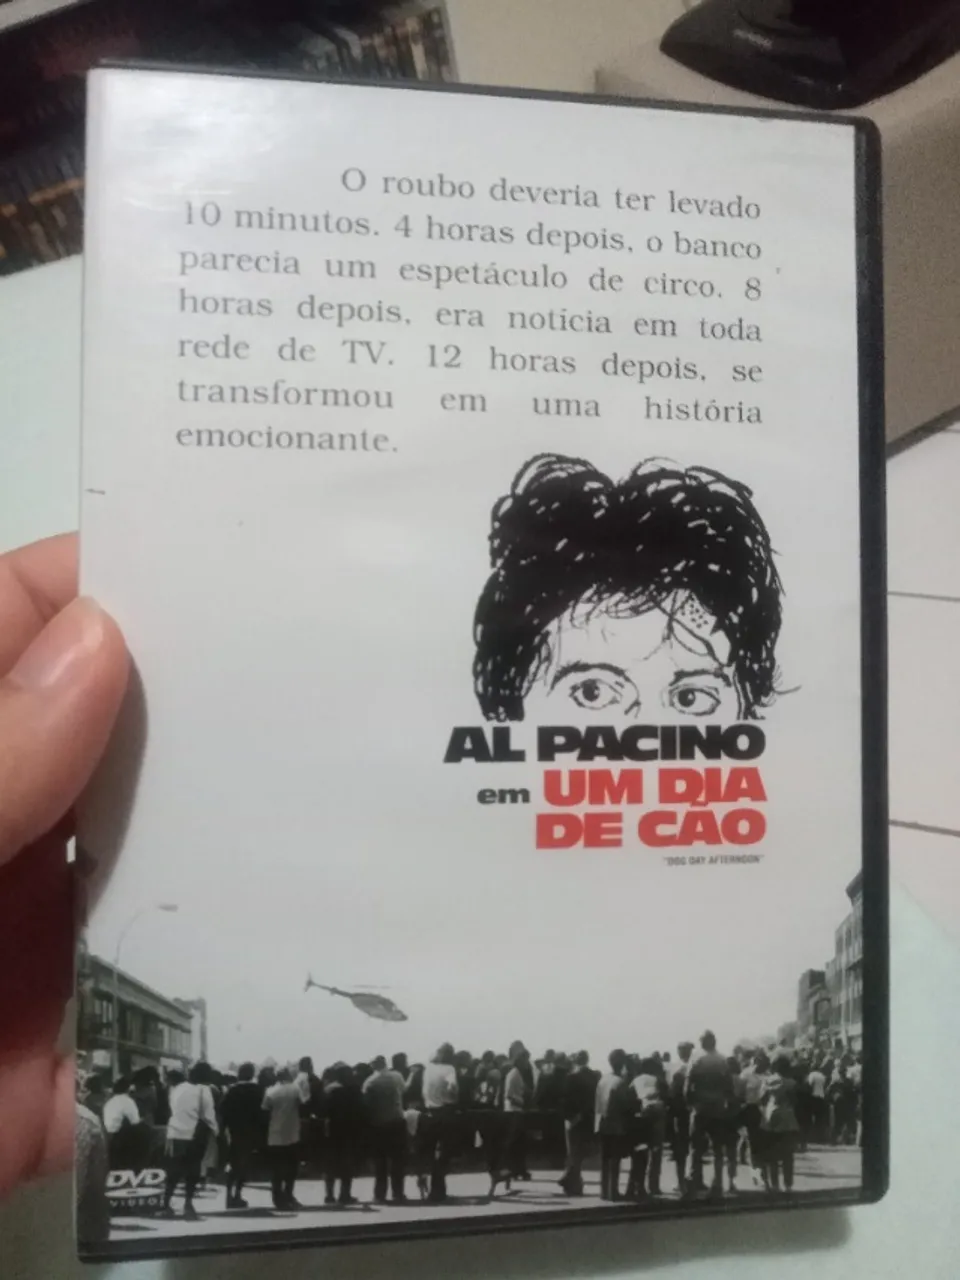 O roubo deveria ter levado
10 minutos. 4 horas depois, o banco
parecia um espetáculo de circo. 8
horas depois, era notícia em toda
rede de TV. 12 horas depois, se
transformou em uma história
emocionante.
AL PACINO
em UM DIA
DE CÃO
"DOG DAY AFTERNOON"
DVD
VIDEO